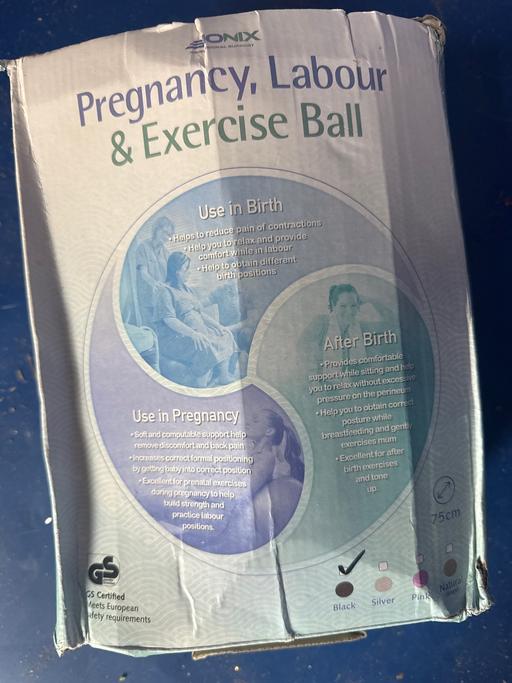 JONIX
Pregnancy, Labour
& Exercise Ball
Use in Birth
• Helps to reduce pain of contractions
• Help you to relax and provide
comfort while in labour
• Help to obtain different
birth positions
After Birth
• Provides comfortable
support while sitting and help
you to relax without excessive
pressure on the perineum
• Help you to obtain correct
posture while
breastfeeding and gently
exercises mum
• Excellent for after
birth exercises
and tone
up.
Use in Pregnancy
• Soft and computable support help
remove discomfort and back pain
• Increases correct formal positioning
by getting baby into correct position
• Excellent for prenatal exercises
during pregnancy to help
build strength and
practice labour
positions.
75cm
GS
GS Certified
Meets European
safety requirements
Black
Silver
Pink
Natural